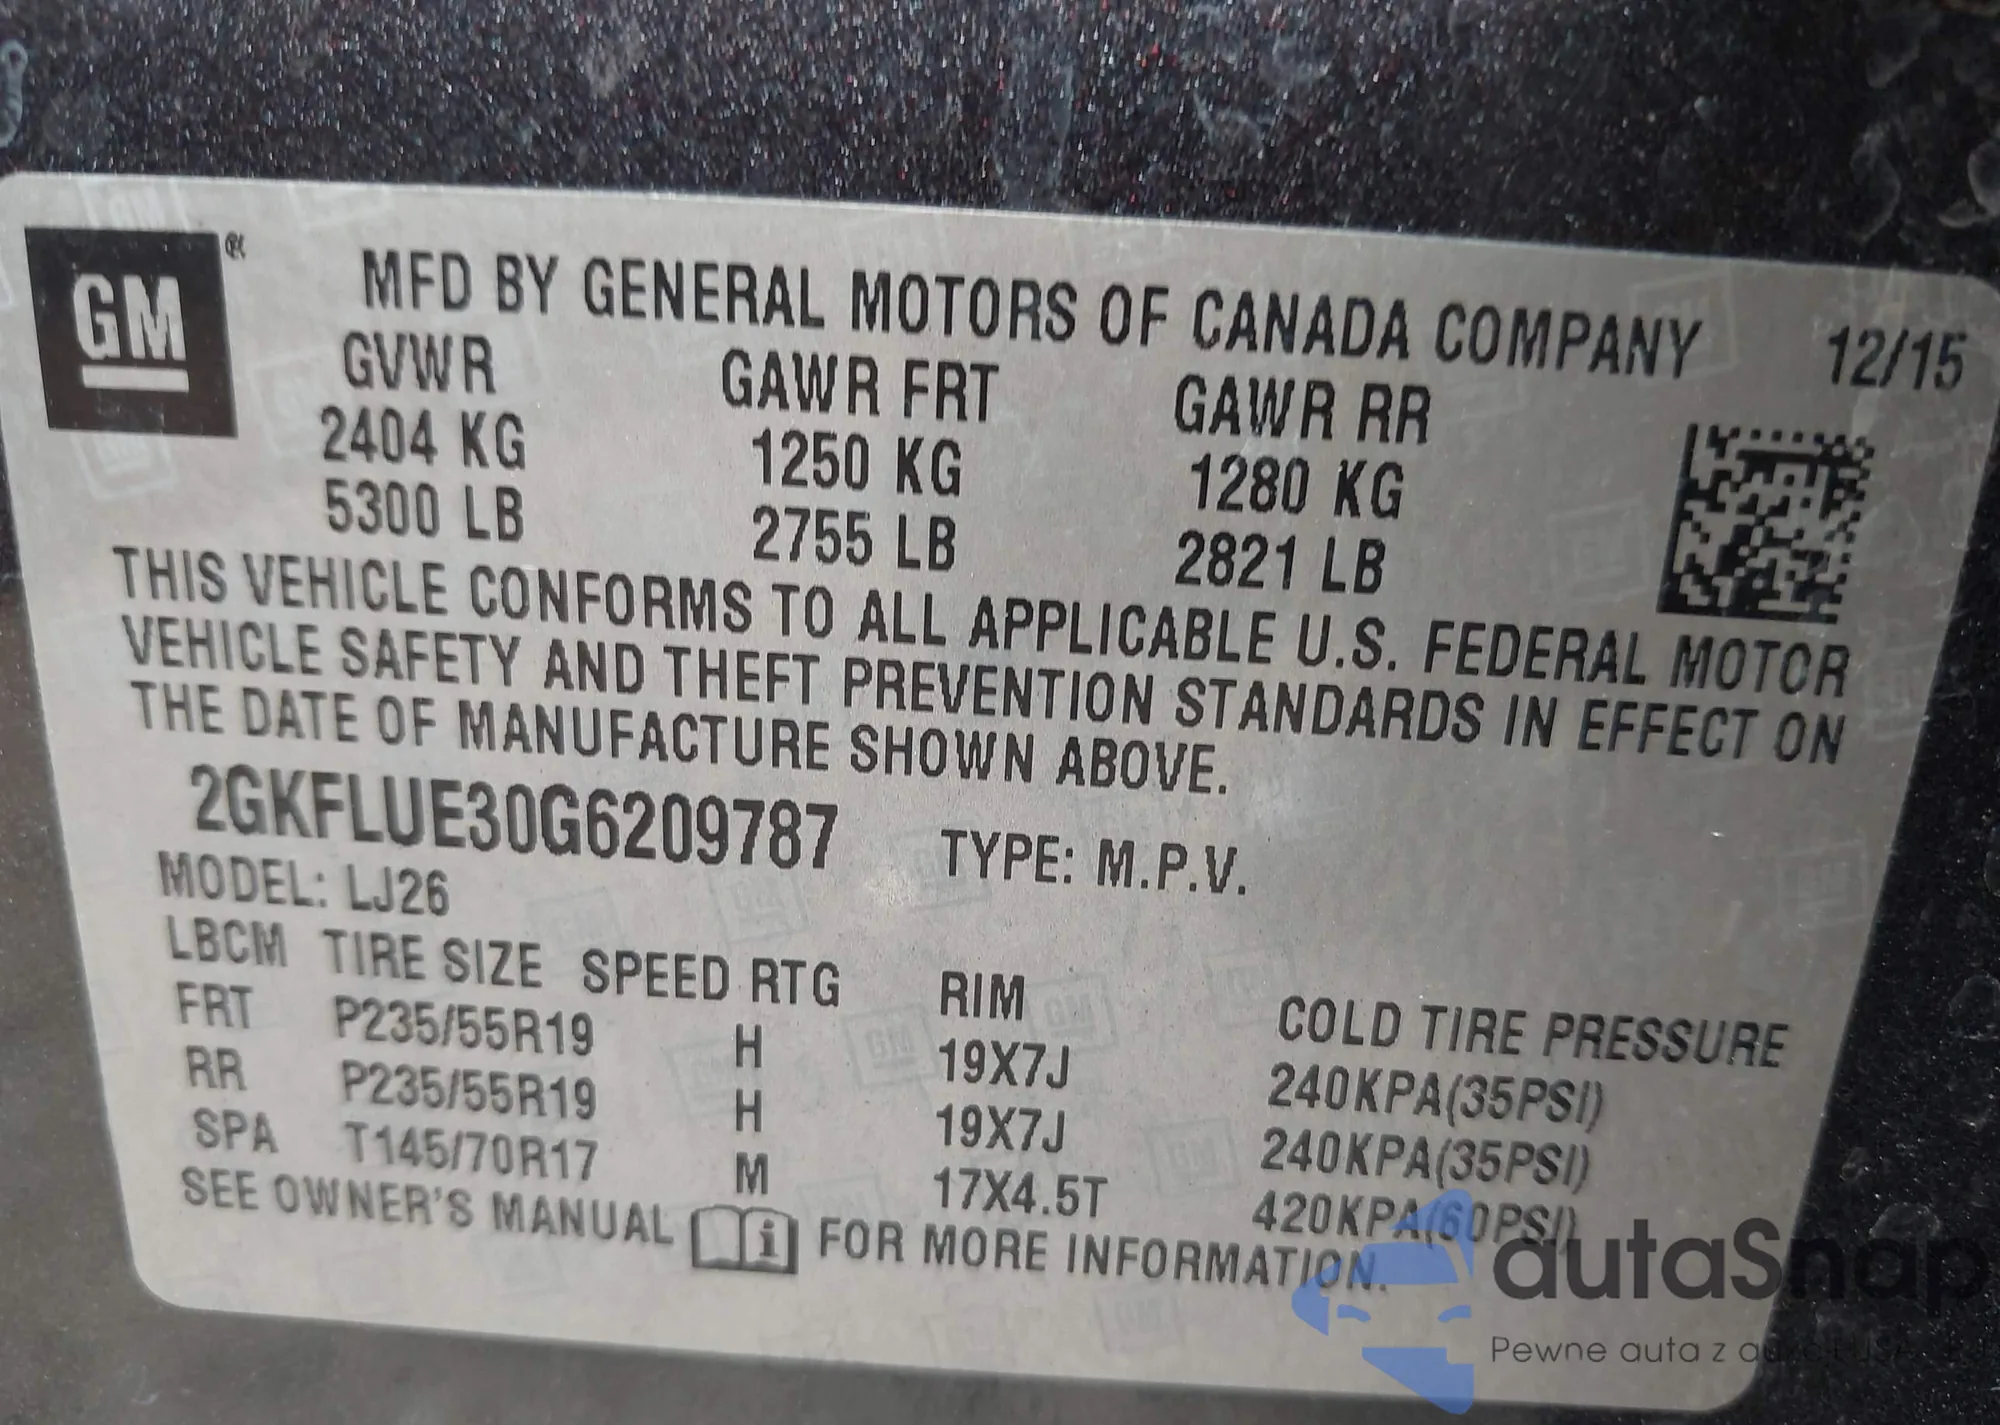 GM ®
MFD BY GENERAL MOTORS OF CANADA COMPANY 12/15
GVWR GAWR FRT GAWR RR
2404 KG 1250 KG 1280 KG
5300 LB 2755 LB 2821 LB
THIS VEHICLE CONFORMS TO ALL APPLICABLE U.S. FEDERAL MOTOR
VEHICLE SAFETY AND THEFT PREVENTION STANDARDS IN EFFECT ON
THE DATE OF MANUFACTURE SHOWN ABOVE.
2GKFLUE30G6209787 TYPE: M.P.V.
MODEL: LJ26
LBCM TIRE SIZE SPEED RTG RIM COLD TIRE PRESSURE
FRT P235/55R19 H 19X7J 240KPA(35PSI)
RR P235/55R19 H 19X7J 240KPA(35PSI)
SPA T145/70R17 M 17X4.5T 420KPA(60PSI)
SEE OWNER'S MANUAL i FOR MORE INFORMATION.
autaSnap
Pewne auta z